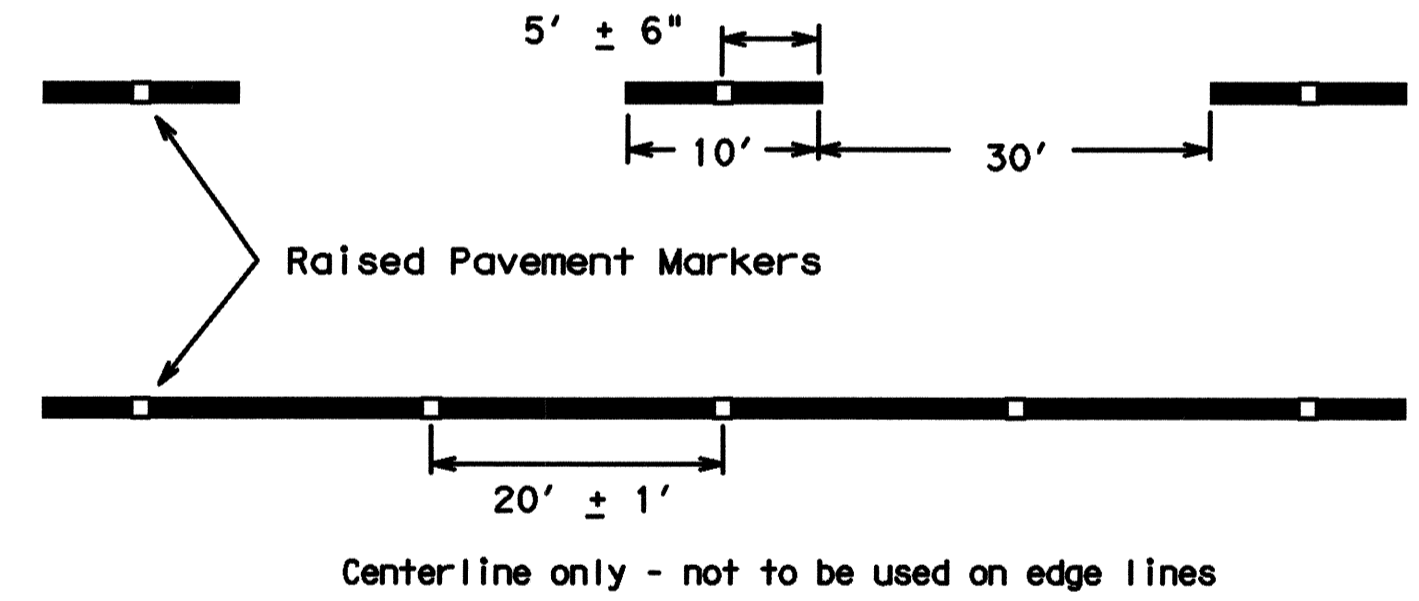 5' ± 6"
10'
30'
Raised Pavement Markers
20' ± 1'
Centerline only - not to be used on edge lines